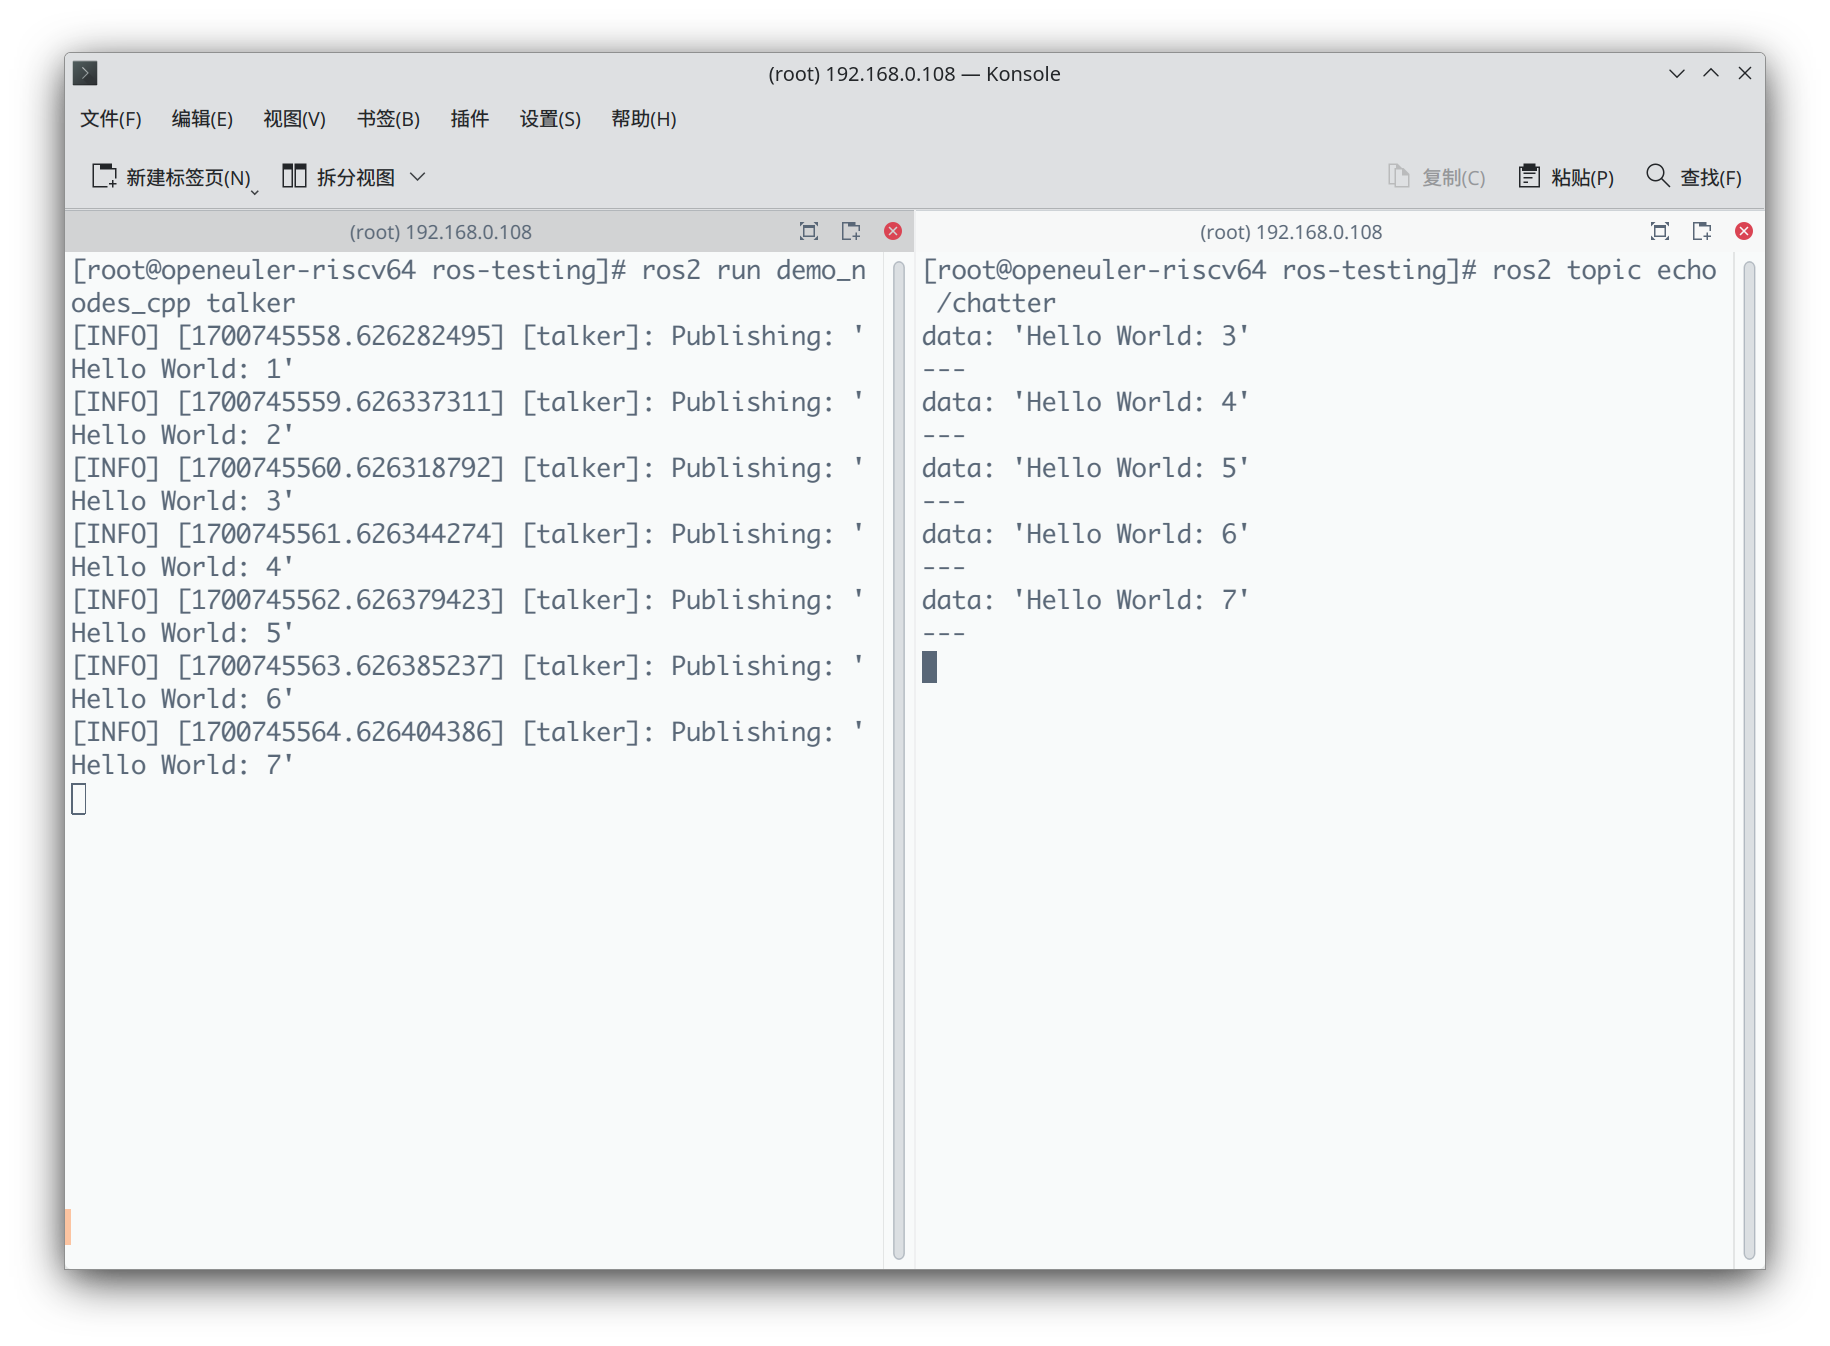 (root) 192.168.0.108 — Konsole
文件(F) 编辑(E) 视图(V) 书签(B) 插件 设置(S) 帮助(H)
新建标签页(N) 拆分视图 复制(C) 粘贴(P) 查找(F)
(root) 192.168.0.108
[root@openeuler-riscv64 ros-testing]# ros2 run demo_n
odes_cpp talker
[INFO] [1700745558.626282495] [talker]: Publishing: '
Hello World: 1'
[INFO] [1700745559.626337311] [talker]: Publishing: '
Hello World: 2'
[INFO] [1700745560.626318792] [talker]: Publishing: '
Hello World: 3'
[INFO] [1700745561.626344274] [talker]: Publishing: '
Hello World: 4'
[INFO] [1700745562.626379423] [talker]: Publishing: '
Hello World: 5'
[INFO] [1700745563.626385237] [talker]: Publishing: '
Hello World: 6'
[INFO] [1700745564.626404386] [talker]: Publishing: '
Hello World: 7'
(root) 192.168.0.108
[root@openeuler-riscv64 ros-testing]# ros2 topic echo
 /chatter
data: 'Hello World: 3'
---
data: 'Hello World: 4'
---
data: 'Hello World: 5'
---
data: 'Hello World: 6'
---
data: 'Hello World: 7'
---